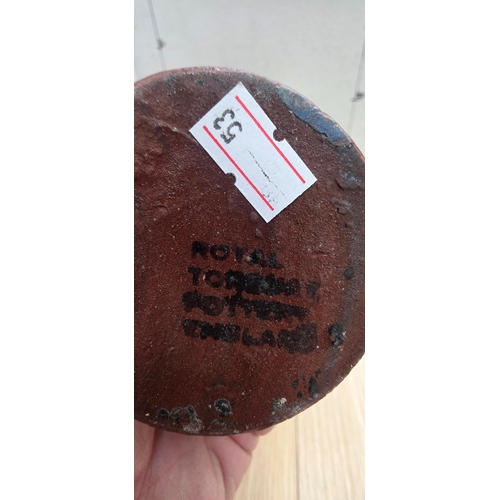 53
ROYAL
TORQUAY
POTTERY
ENGLAND